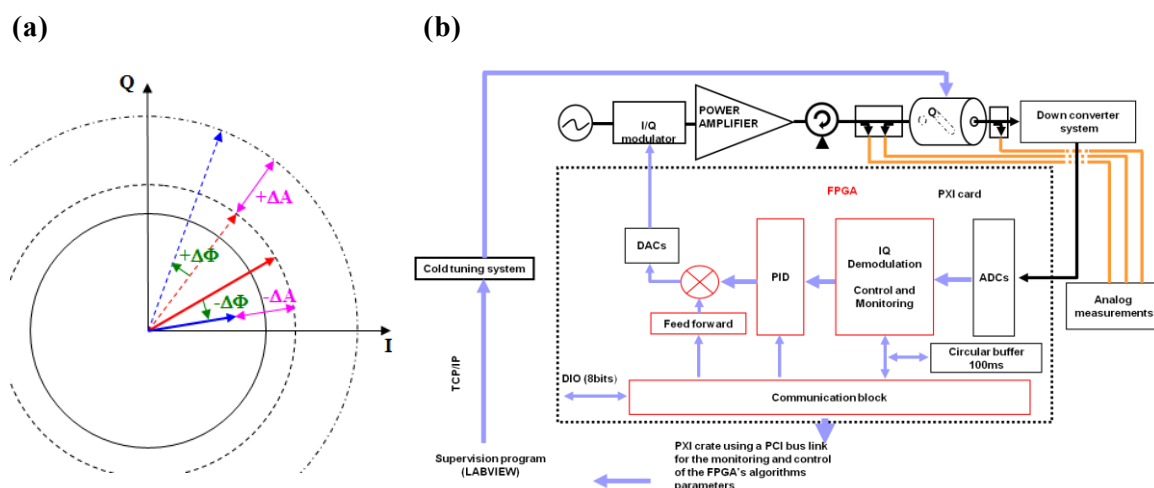 (a)
(b)
Q
+ΔA
+ΔΦ
-ΔΦ
-ΔA
I
I/Q
modulator
POWER
AMPLIFIER
Down converter
system
FPGA
PXI card
DACs
PID
IQ
Demodulation
Control and
Monitoring
ADCs
Cold tuning system
Feed forward
Analog
measurements
Circular buffer
100ms
TCP/IP
DIO (8bits)
Communication block
Supervision program
(LABVIEW)
PXI crate using a PCI bus link
for the monitoring and control
of the FPGA's algorithms
parameters